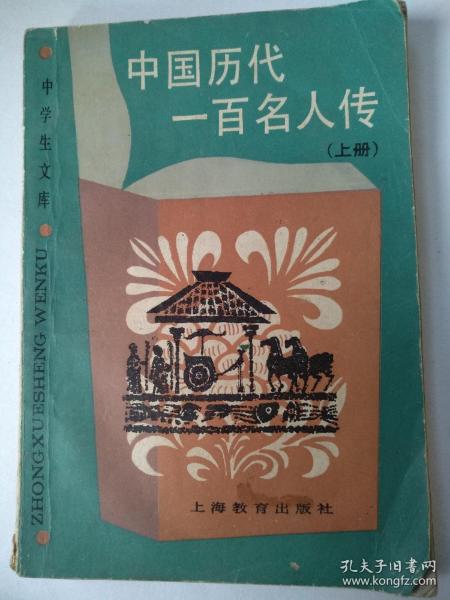 中国历代
一百名人传
(上册)
中学生文库
ZHONGXUESHENG WENKU
上海教育出版社
孔夫子旧书网
www.kongfz.com